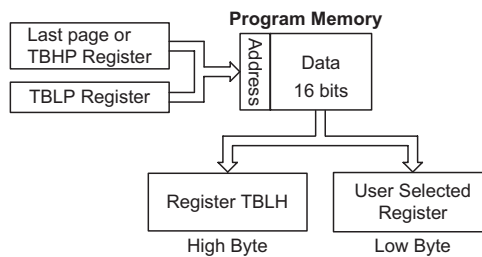 Program Memory
Last page or
TBHP Register
TBLP Register
Address
Data
16 bits
Register TBLH
User Selected
Register
High Byte
Low Byte